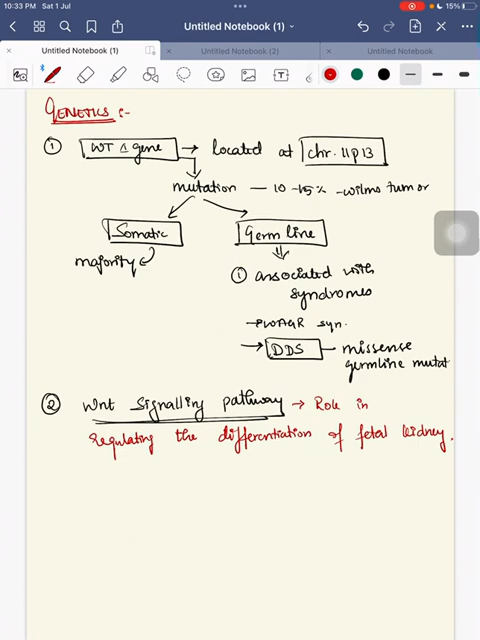 10:33 PM Sat 1 Jul
15%
Untitled Notebook (1)
Untitled Notebook (1) Untitled Notebook (2) Untitled Notebook
GENETICS :-
① WT 1 gene → located at chr. 11p13
mutation — 10-15% - wilms tumor
Somatic Germ line
majority
① associated with
syndromes
→ WAGR syn.
→ DDS — missense
germline mutat
② Wnt Signalling pathway → Role in
regulating the differentiation of fetal kidney.